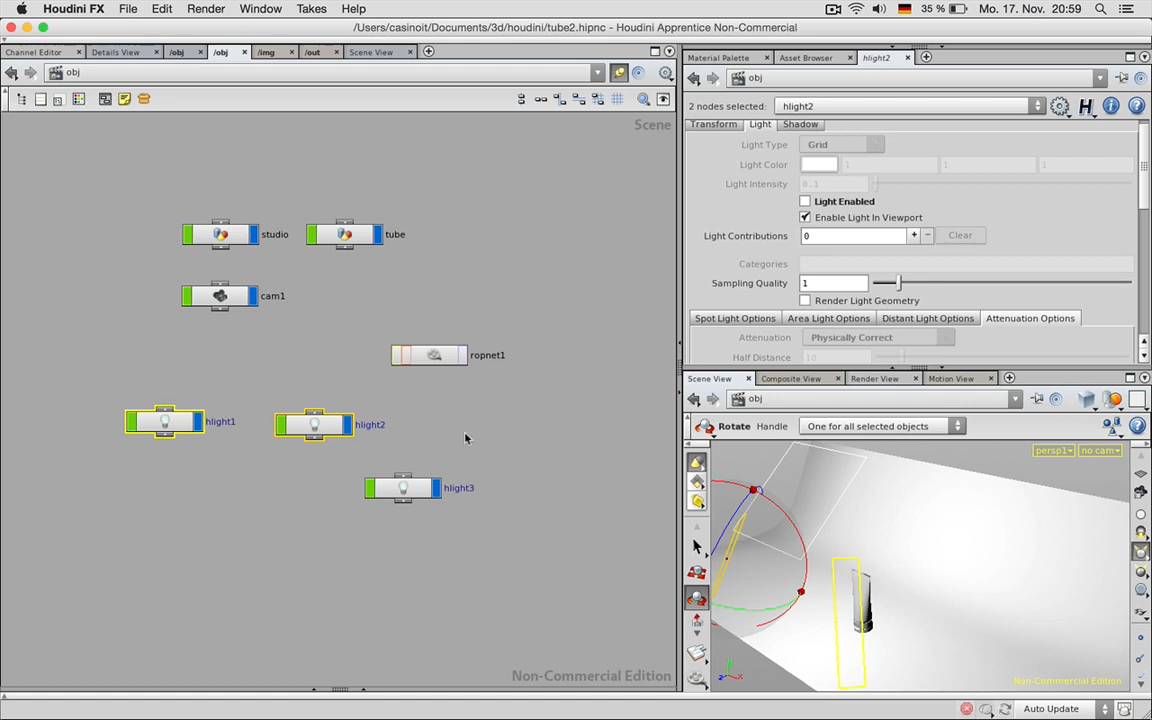 Houdini FX File Edit Render Window Takes Help 35 % Mo. 17. Nov. 20:59
/Users/casinoit/Documents/3d/houdini/tube2.hipnc - Houdini Apprentice Non-Commercial
Channel Editor Details View /obj /obj /img /out Scene View
obj
Scene
studio
tube
cam1
ropnet1
hlight1
hlight2
hlight3
Non-Commercial Edition
Material Palette Asset Browser hlight2
obj
2 nodes selected: hlight2
Transform Light Shadow
Light Type Grid
Light Color 1 1 1
Light Intensity 0.1
Light Enabled
Enable Light In Viewport
Light Contributions 0 Clear
Categories
Sampling Quality 1
Render Light Geometry
Spot Light Options Area Light Options Distant Light Options Attenuation Options
Attenuation Physically Correct
Half Distance 10
Scene View Composite View Render View Motion View
obj
Rotate Handle One for all selected objects
persp1 no cam
Non-Commercial Edition
Auto Update